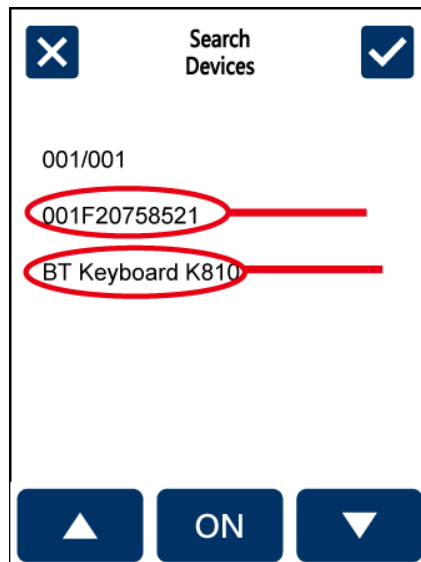 Search
Devices
001/001
001F20758521
BT Keyboard K810
ON